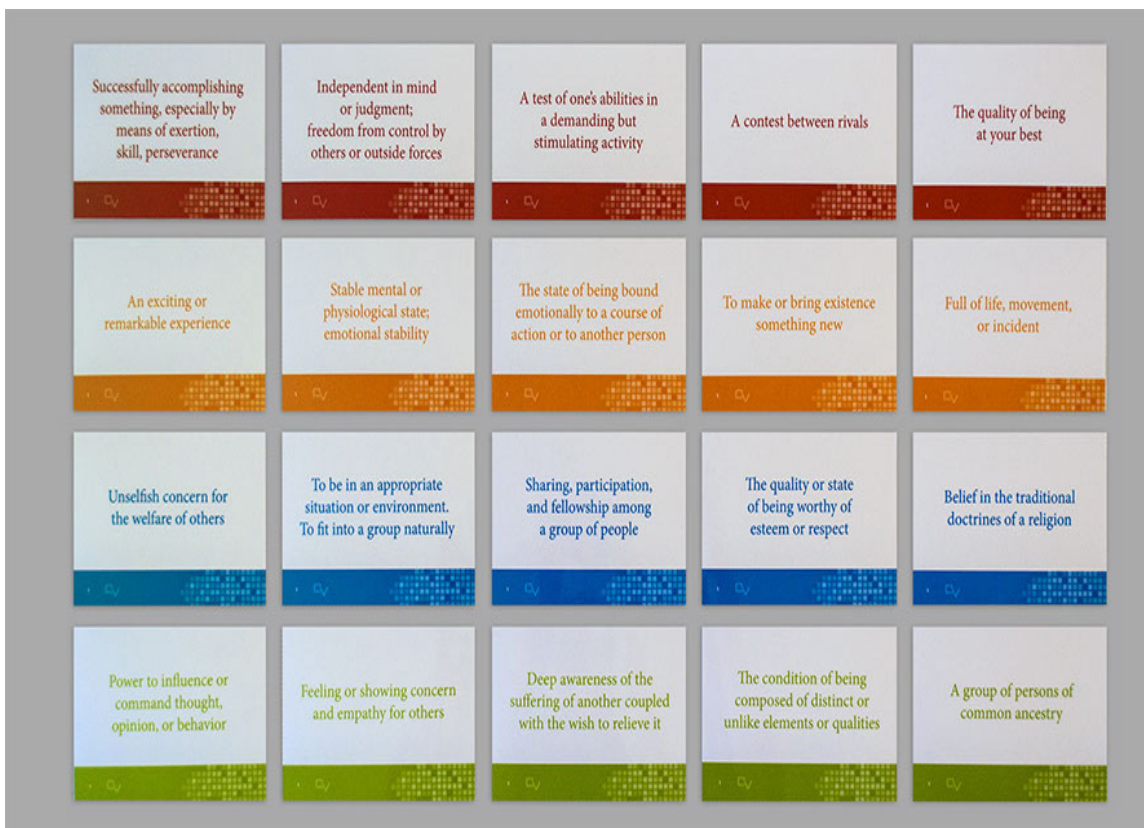 Successfully accomplishing
something, especially by
means of exertion,
skill, perseverance
Independent in mind
or judgment;
freedom from control by
others or outside forces
A test of one's abilities in
a demanding but
stimulating activity
A contest between rivals
The quality of being
at your best
An exciting or
remarkable experience
Stable mental or
physiological state;
emotional stability
The state of being bound
emotionally to a course of
action or to another person
To make or bring existence
something new
Full of life, movement,
or incident
Unselfish concern for
the welfare of others
To be in an appropriate
situation or environment.
To fit into a group naturally
Sharing, participation,
and fellowship among
a group of people
The quality or state
of being worthy of
esteem or respect
Belief in the traditional
doctrines of a religion
Power to influence or
command thought,
opinion, or behavior
Feeling or showing concern
and empathy for others
Deep awareness of the
suffering of another coupled
with the wish to relieve it
The condition of being
composed of distinct or
unlike elements or qualities
A group of persons of
common ancestry